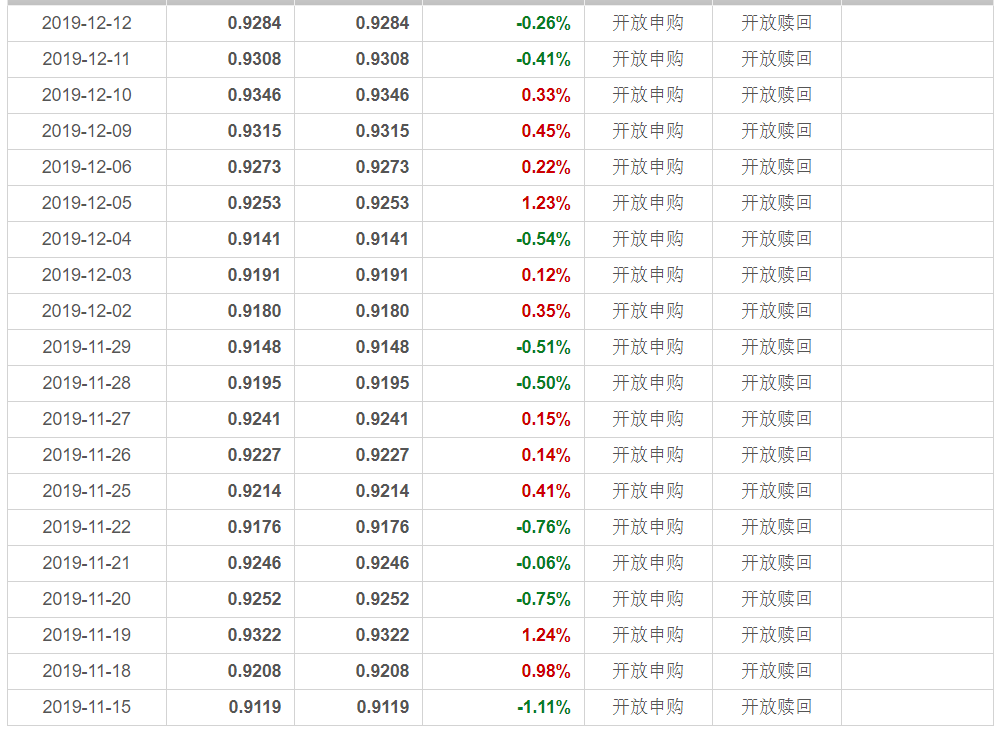 2019-12-12 0.9284 0.9284 -0.26% 开放申购 开放赎回
2019-12-11 0.9308 0.9308 -0.41% 开放申购 开放赎回
2019-12-10 0.9346 0.9346 0.33% 开放申购 开放赎回
2019-12-09 0.9315 0.9315 0.45% 开放申购 开放赎回
2019-12-06 0.9273 0.9273 0.22% 开放申购 开放赎回
2019-12-05 0.9253 0.9253 1.23% 开放申购 开放赎回
2019-12-04 0.9141 0.9141 -0.54% 开放申购 开放赎回
2019-12-03 0.9191 0.9191 0.12% 开放申购 开放赎回
2019-12-02 0.9180 0.9180 0.35% 开放申购 开放赎回
2019-11-29 0.9148 0.9148 -0.51% 开放申购 开放赎回
2019-11-28 0.9195 0.9195 -0.50% 开放申购 开放赎回
2019-11-27 0.9241 0.9241 0.15% 开放申购 开放赎回
2019-11-26 0.9227 0.9227 0.14% 开放申购 开放赎回
2019-11-25 0.9214 0.9214 0.41% 开放申购 开放赎回
2019-11-22 0.9176 0.9176 -0.76% 开放申购 开放赎回
2019-11-21 0.9246 0.9246 -0.06% 开放申购 开放赎回
2019-11-20 0.9252 0.9252 -0.75% 开放申购 开放赎回
2019-11-19 0.9322 0.9322 1.24% 开放申购 开放赎回
2019-11-18 0.9208 0.9208 0.98% 开放申购 开放赎回
2019-11-15 0.9119 0.9119 -1.11% 开放申购 开放赎回